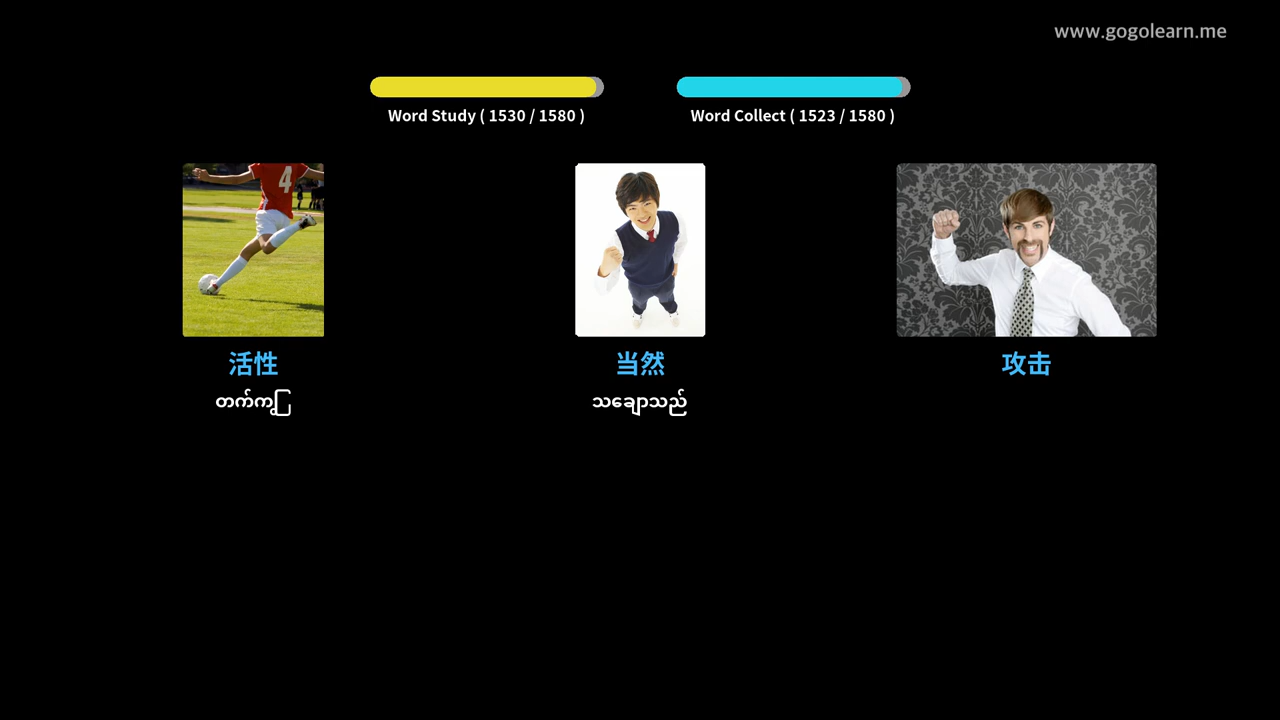 www.gogolearn.me
Word Study ( 1530 / 1580 )
Word Collect ( 1523 / 1580 )
4
活性
当然
攻击
တက်ကွြ
သချောသည်